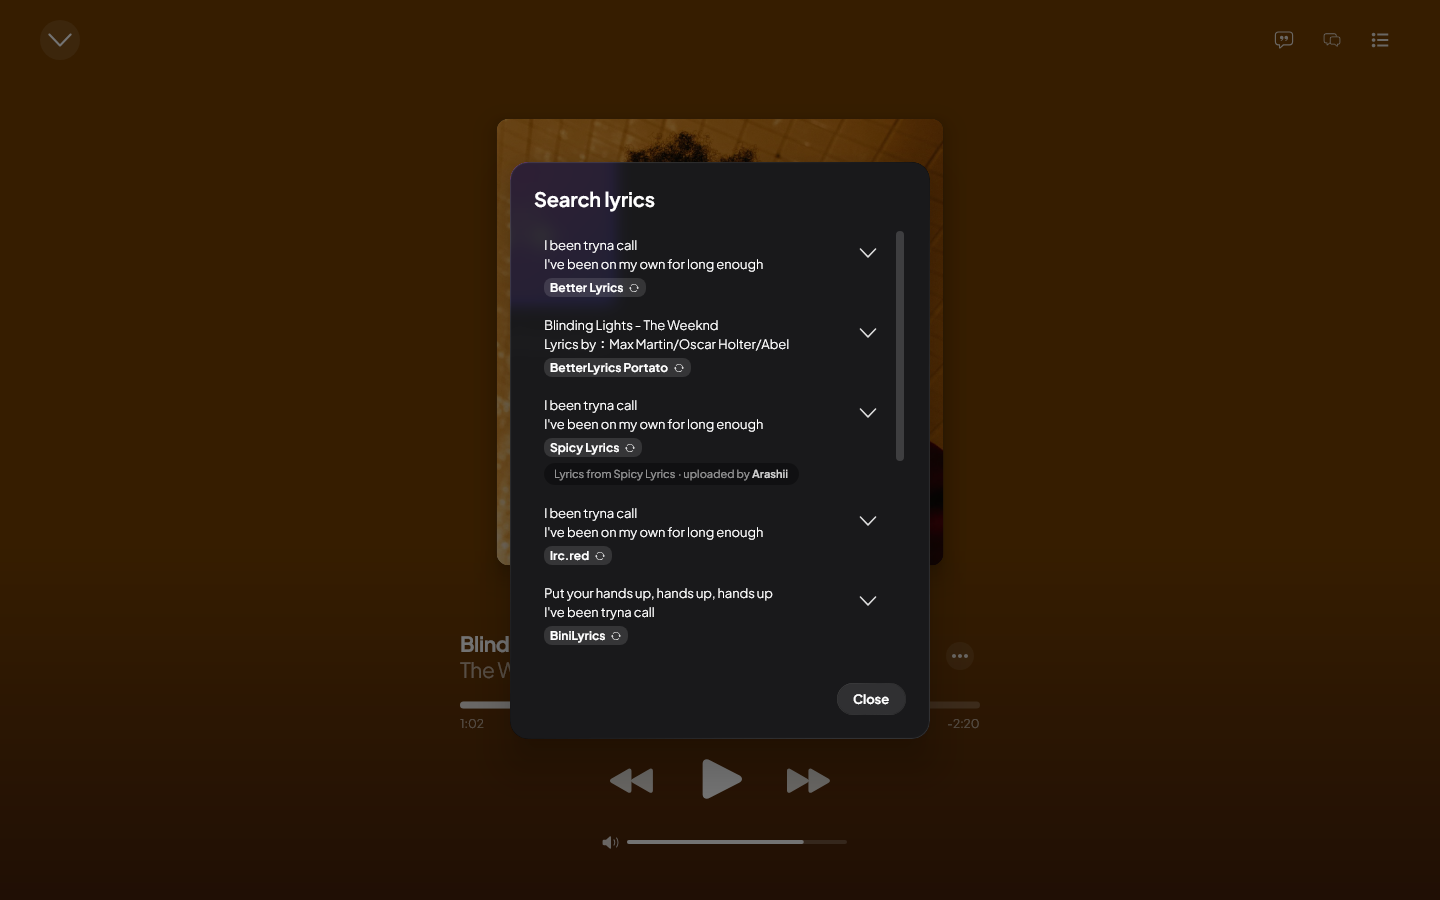 Search lyrics
I been tryna call
I've been on my own for long enough
Better Lyrics
Blinding Lights - The Weeknd
Lyrics by：Max Martin/Oscar Holter/Abel
BetterLyrics Portato
I been tryna call
I've been on my own for long enough
Spicy Lyrics
Lyrics from Spicy Lyrics · uploaded by Arashii
I been tryna call
I've been on my own for long enough
lrc.red
Put your hands up, hands up, hands up
I've been tryna call
BiniLyrics
Close
Blind
The W
1:02
-2:20